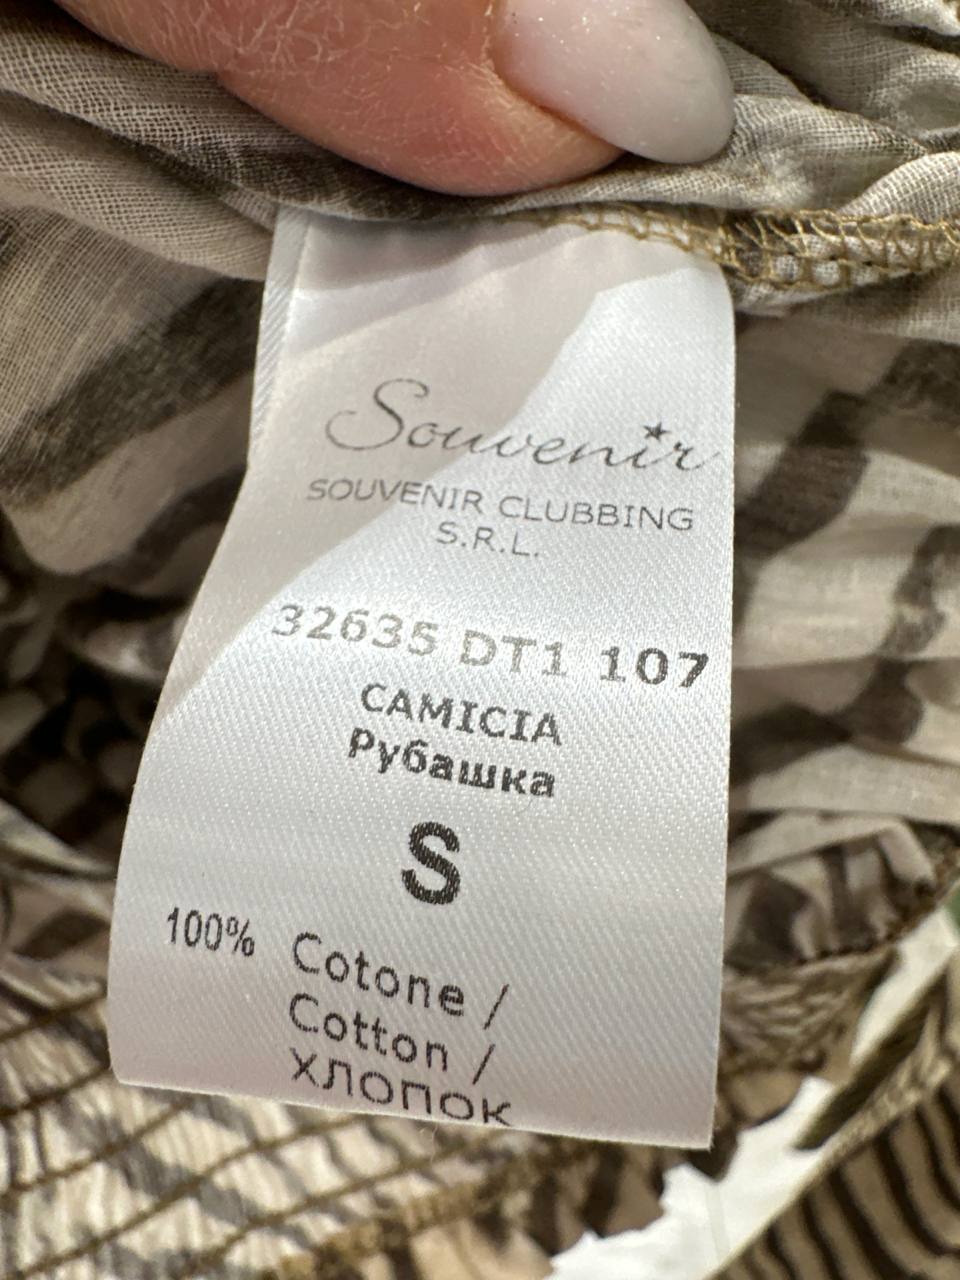 Souvenir
SOUVENIR CLUBBING
S.R.L.
32635 DT1 107
CAMICIA
Рубашка
S
100% Cotone /
Cotton /
хлопок